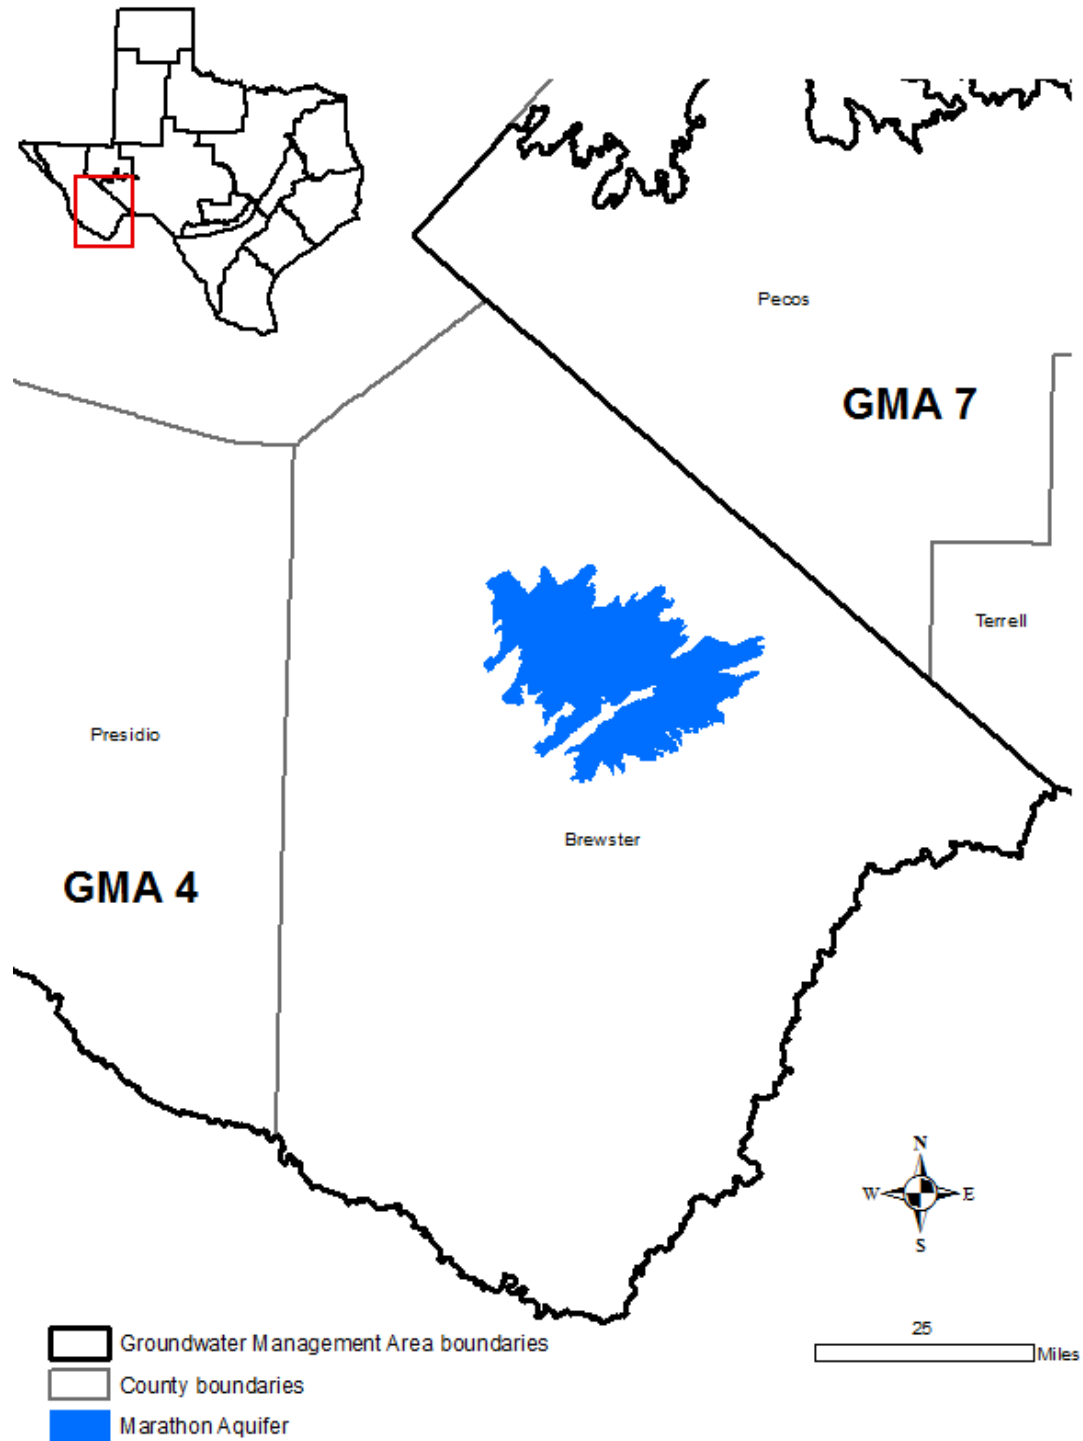 Pecos
GMA 7
Terrell
Presidio
Brewster
GMA 4
N
W E
S
25
Miles
Groundwater Management Area boundaries
County boundaries
Marathon Aquifer